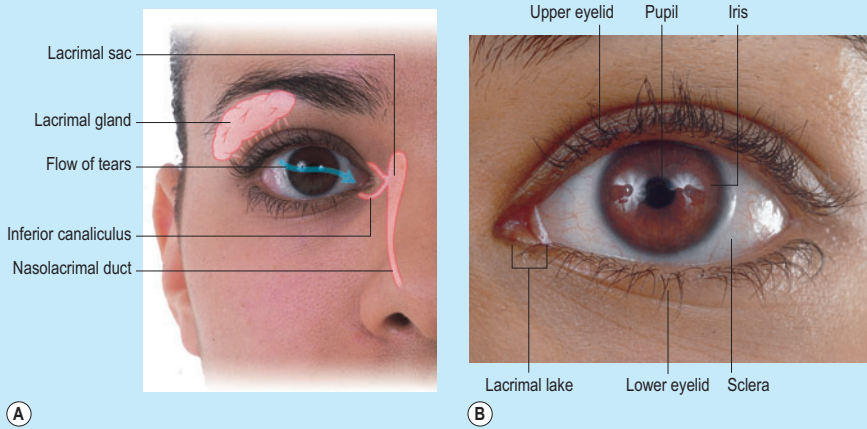 Lacrimal sac
Lacrimal gland
Flow of tears
Inferior canaliculus
Nasolacrimal duct
A
Upper eyelid
Pupil
Iris
Lacrimal lake
Lower eyelid
Sclera
B